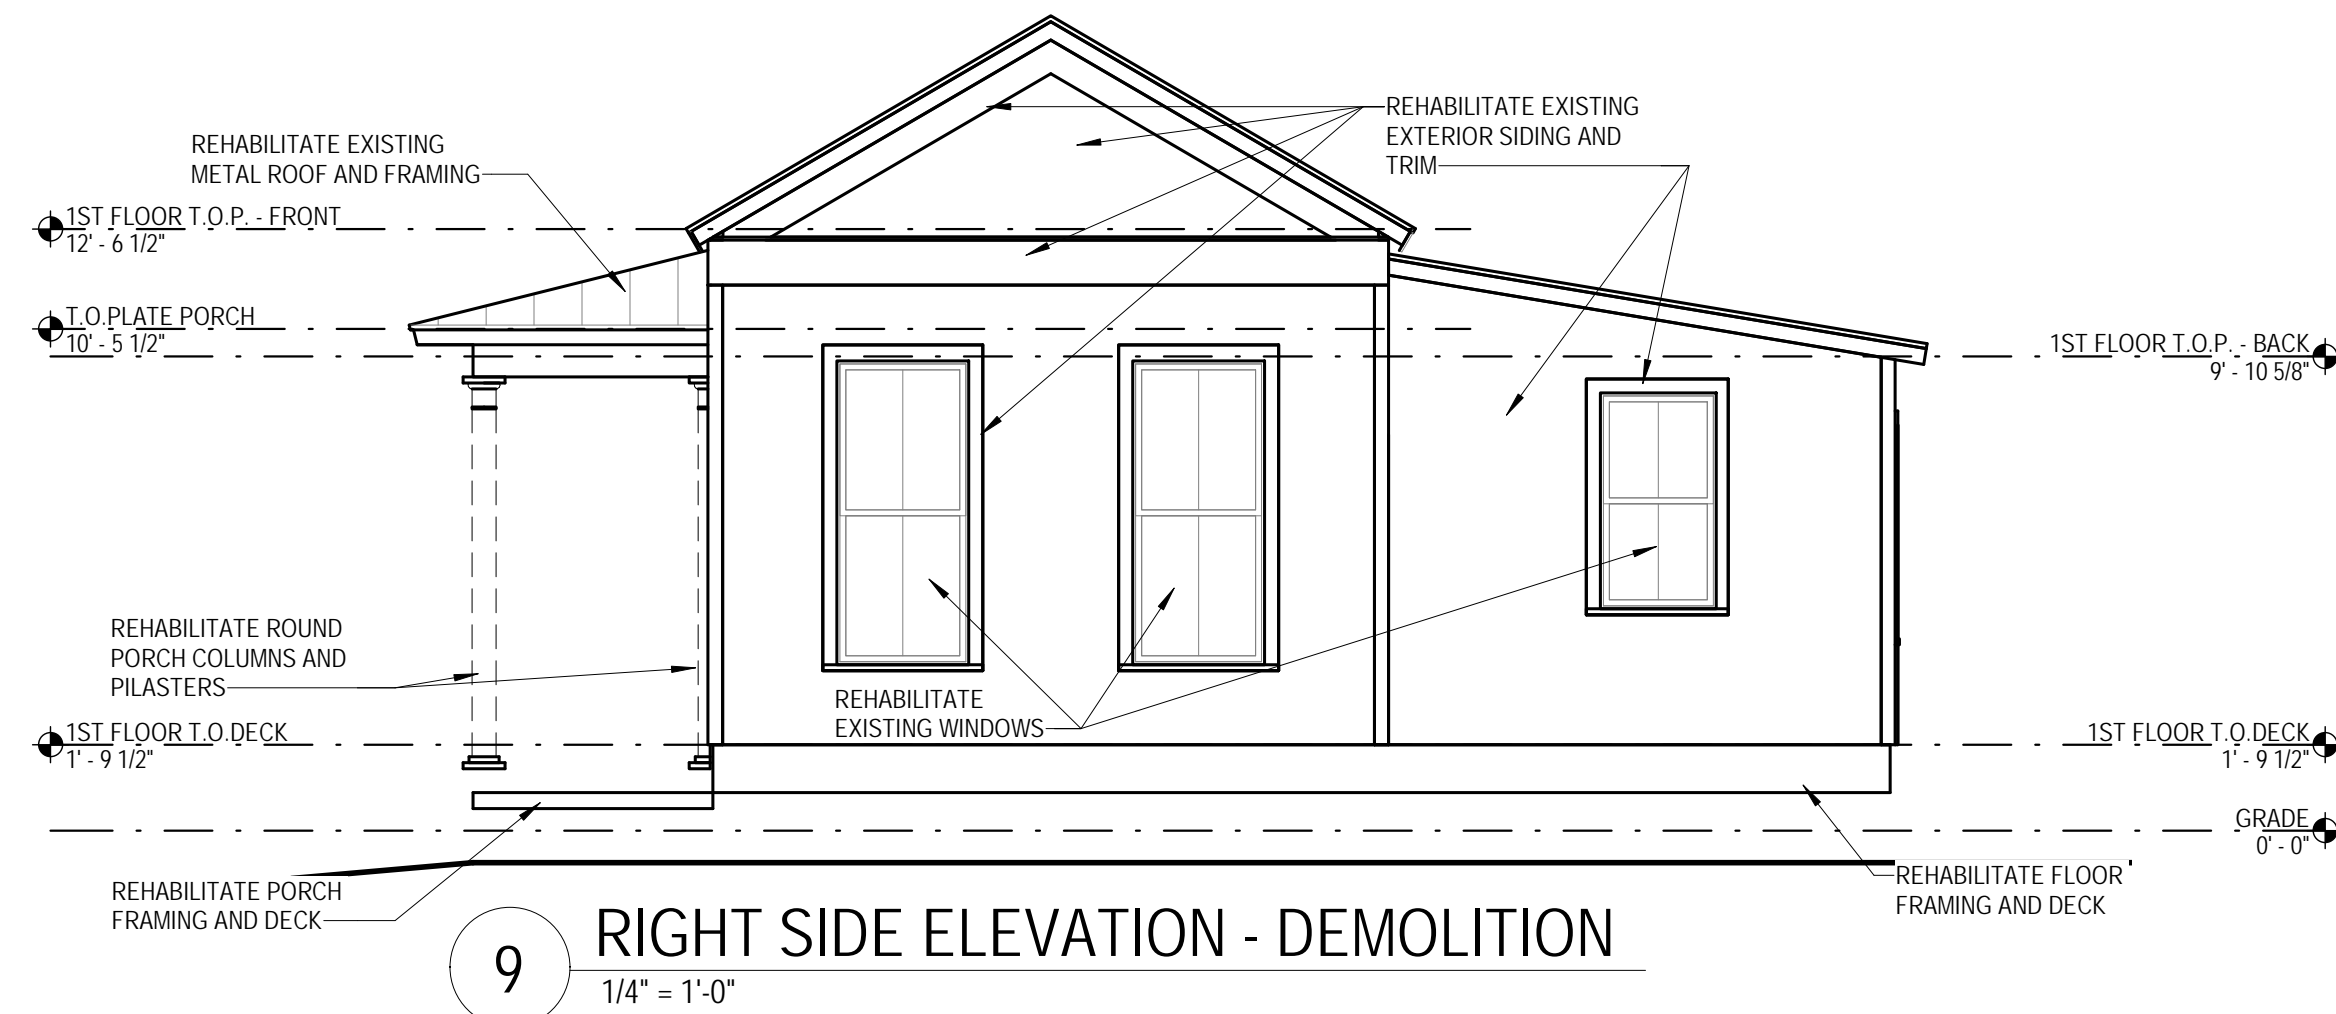 REHABILITATE EXISTING
EXTERIOR SIDING AND
TRIM
REHABILITATE EXISTING
METAL ROOF AND FRAMING
1ST FLOOR T.O.P. - FRONT
12' - 6 1/2"
T.O.PLATE PORCH
10' - 5 1/2"
1ST FLOOR T.O.P. - BACK
9' - 10 5/8"
REHABILITATE ROUND
PORCH COLUMNS AND
PILASTERS
REHABILITATE
EXISTING WINDOWS
1ST FLOOR T.O.DECK
1' - 9 1/2"
1ST FLOOR T.O.DECK
1' - 9 1/2"
GRADE
0' - 0"
REHABILITATE PORCH
FRAMING AND DECK
REHABILITATE FLOOR
FRAMING AND DECK
9
RIGHT SIDE ELEVATION - DEMOLITION
1/4" = 1'-0"